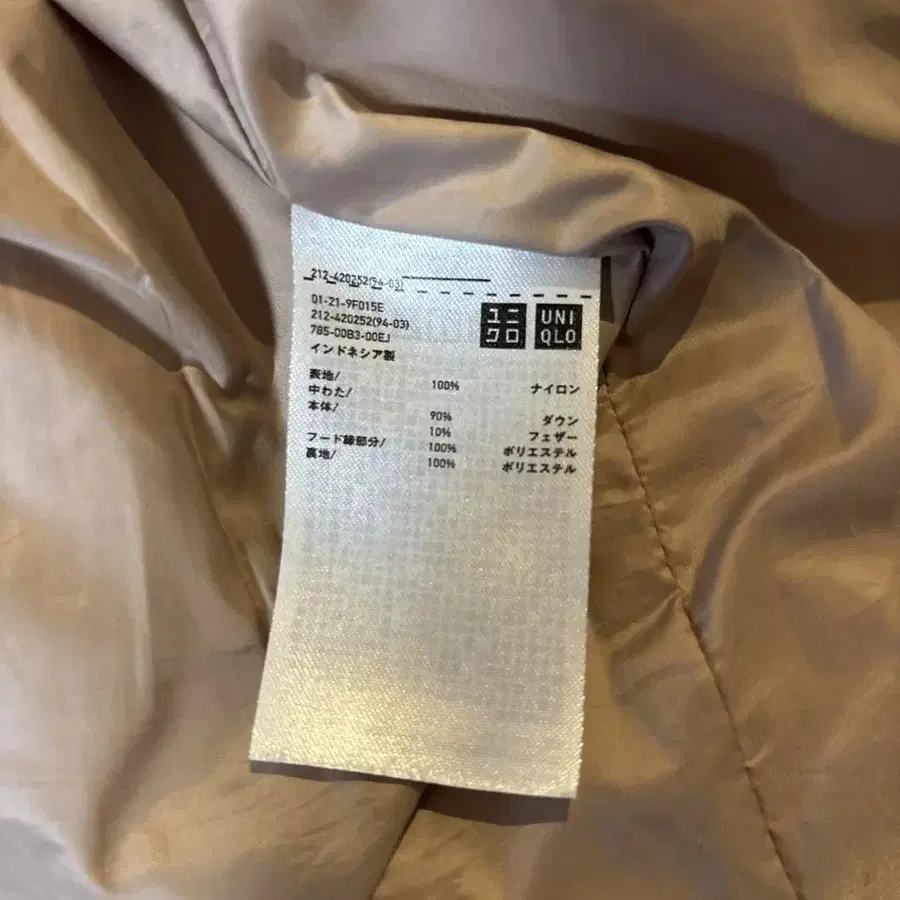 212-420252(94-03)
01-21-9F015E
212-420252(94-03)
785-00B3-00EJ
インドネシア製
ユニ
クロ
UNI
QLO
表地/ 100% ナイロン
中わた/
本体/ 90% ダウン
10% フェザー
フード縁部分/ 100% ポリエステル
裏地/ 100% ポリエステル